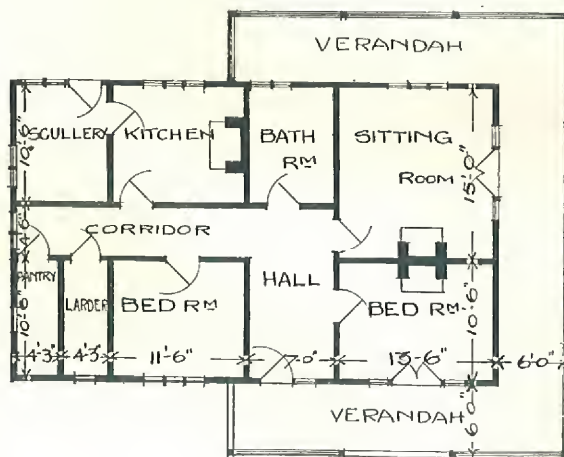 VERANDAH
SCULLERY
KITCHEN
BATH
RM
SITTING
ROOM
10'-6"
15'-0"
4'-6"
CORRIDOR
HALL
PANTRY
LARDER
BED RM
BED RM
10'-6"
10'-6"
4'-3"
4'-3"
11'-6"
7'-0"
13'-6"
6'-0"
VERANDAH
6'-0"